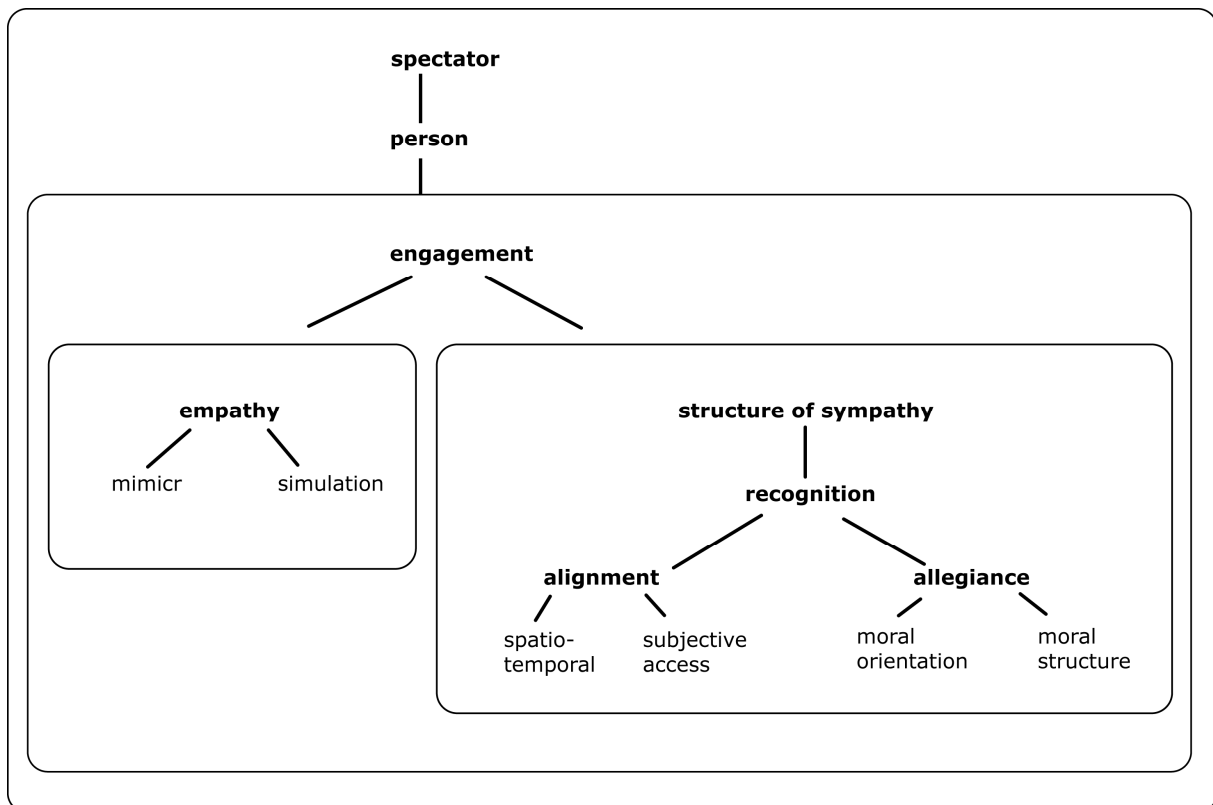 spectator
person
engagement
empathy
mimicr
simulation
structure of sympathy
recognition
alignment
allegiance
spatio-
temporal
subjective
access
moral
orientation
moral
structure